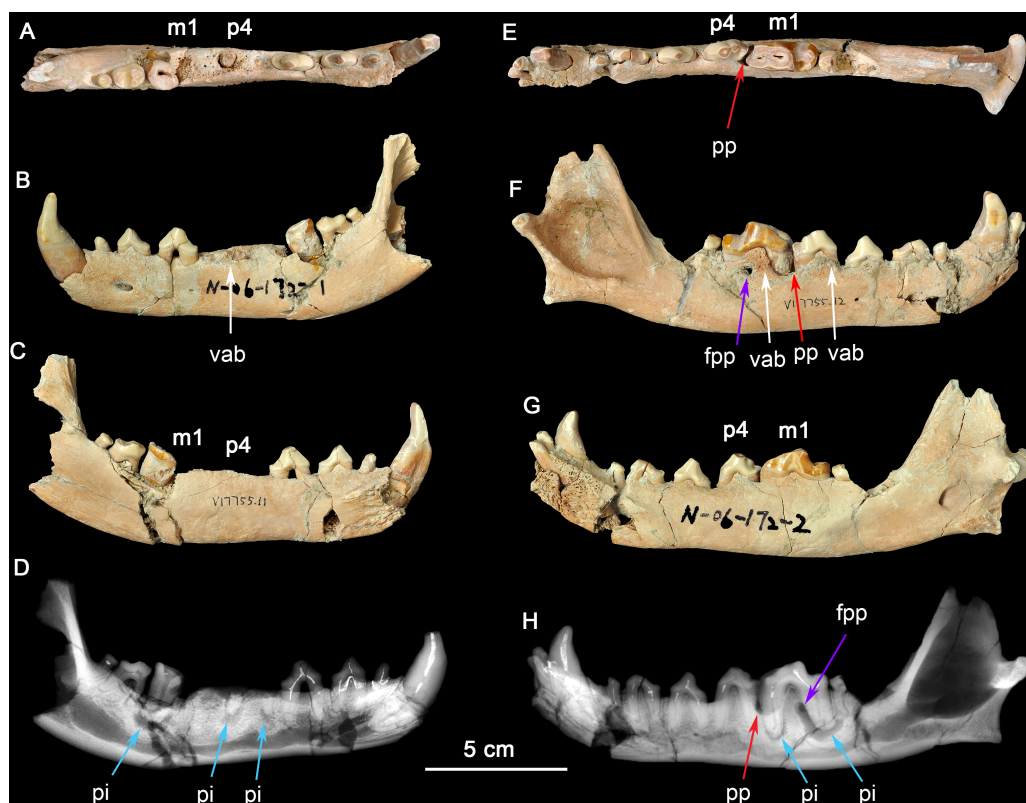 A
m1 p4
B
N-06-172-1
vab
C
m1 p4
V17755.11
D
pi pi pi
5 cm
E
p4 m1
pp
F
V17755.12
fpp vab pp vab
G
p4 m1
N-06-172-2
H
fpp
pp pi pi